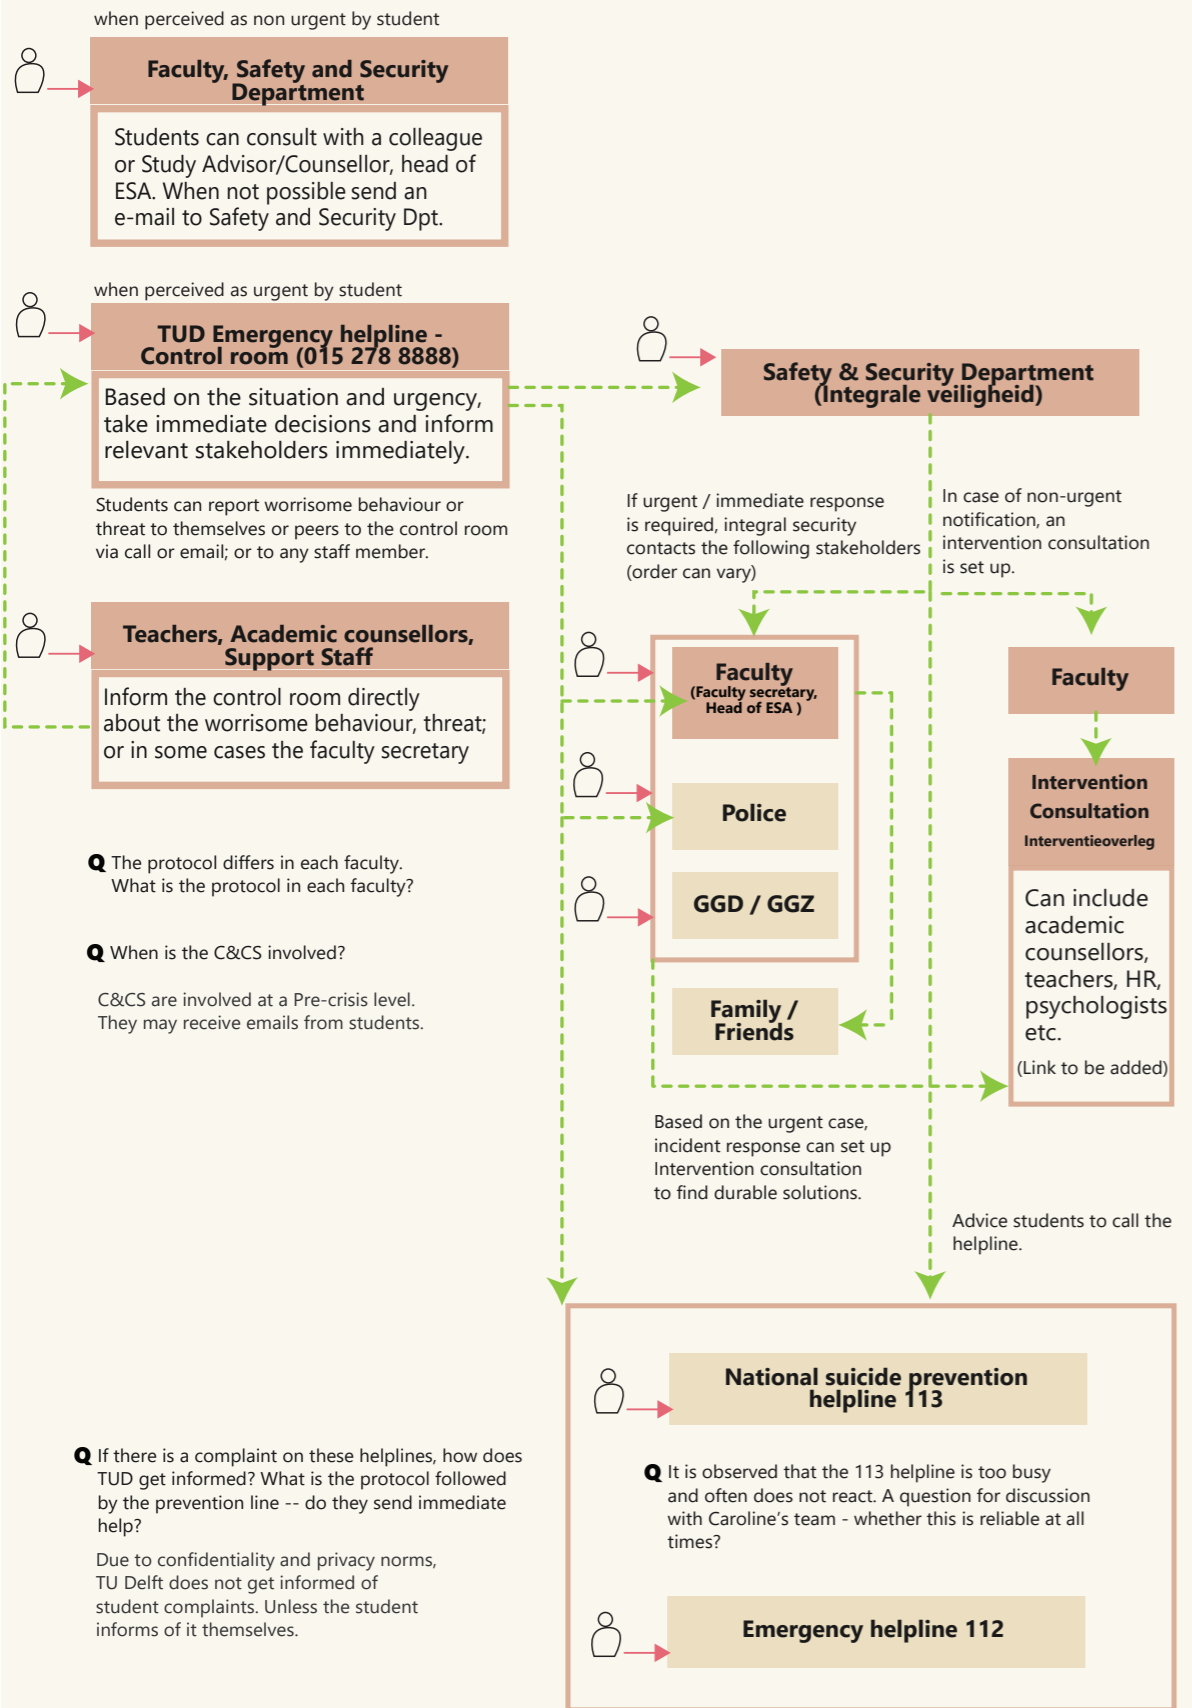 when perceived as non urgent by student
Faculty, Safety and Security
Department
Students can consult with a colleague
or Study Advisor/Counsellor, head of
ESA. When not possible send an
e-mail to Safety and Security Dpt.
when perceived as urgent by student
TUD Emergency helpline -
Control room (015 278 8888)
Based on the situation and urgency,
take immediate decisions and inform
relevant stakeholders immediately.
Students can report worrisome behaviour or
threat to themselves or peers to the control room
via call or email; or to any staff member.
Teachers, Academic counsellors,
Support Staff
Inform the control room directly
about the worrisome behaviour, threat;
or in some cases the faculty secretary
Q The protocol differs in each faculty.
What is the protocol in each faculty?
Q When is the C&CS involved?
C&CS are involved at a Pre-crisis level.
They may receive emails from students.
Safety & Security Department
(Integrale veiligheid)
If urgent / immediate response
is required, integral security
contacts the following stakeholders
(order can vary)
In case of non-urgent
notification, an
intervention consultation
is set up.
Faculty
(Faculty secretary,
Head of ESA )
Police
GGD / GGZ
Family /
Friends
Faculty
Intervention
Consultation
Interventieoverleg
Can include
academic
counsellors,
teachers, HR,
psychologists
etc.
(Link to be added)
Based on the urgent case,
incident response can set up
Intervention consultation
to find durable solutions.
Advice students to call the
helpline.
National suicide prevention
helpline 113
Q It is observed that the 113 helpline is too busy
and often does not react. A question for discussion
with Caroline's team - whether this is reliable at all
times?
Emergency helpline 112
Q If there is a complaint on these helplines, how does
TUD get informed? What is the protocol followed
by the prevention line -- do they send immediate
help?
Due to confidentiality and privacy norms,
TU Delft does not get informed of
student complaints. Unless the student
informs of it themselves.